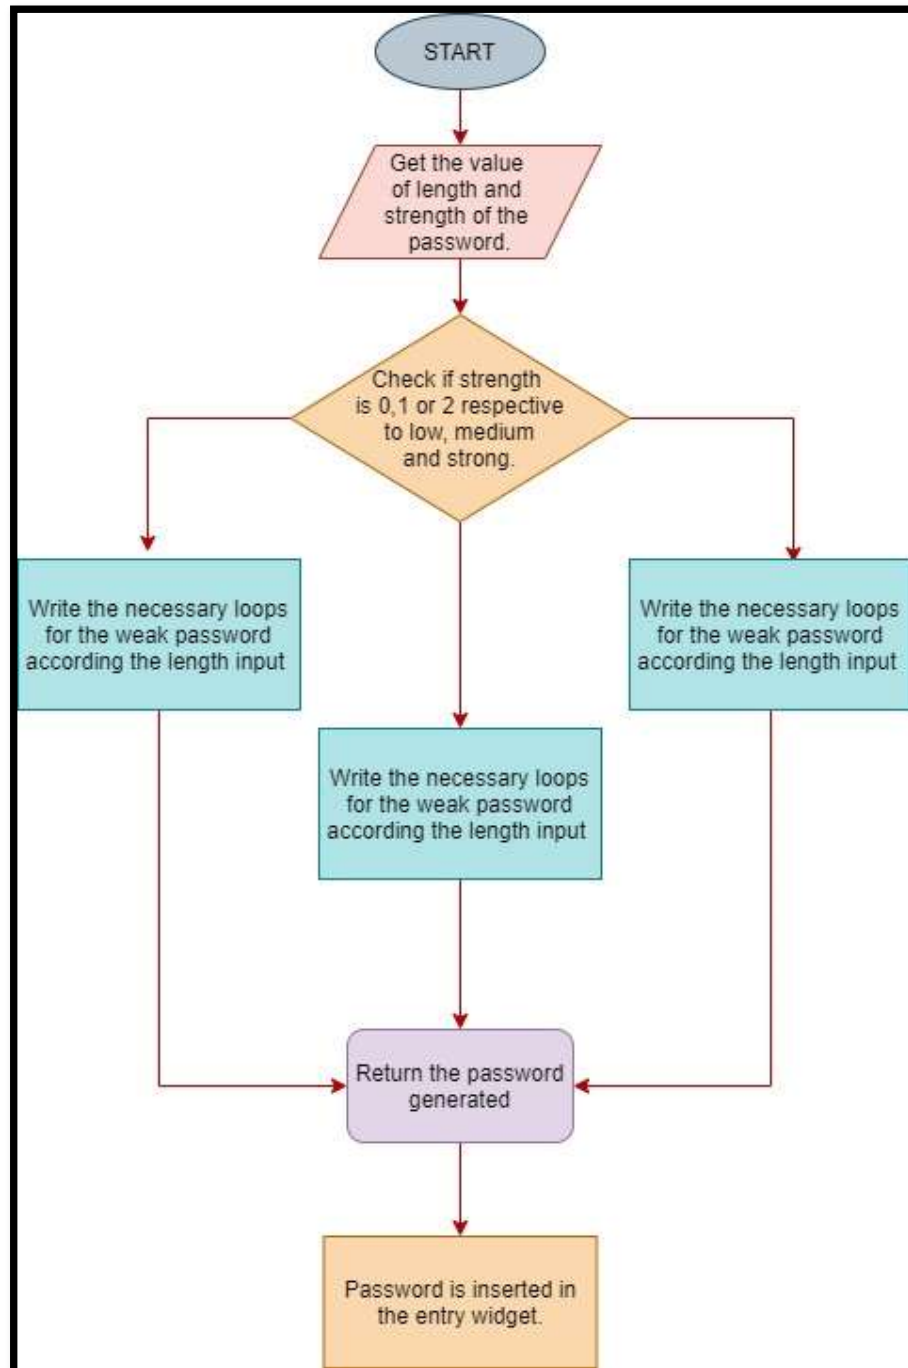 START
Get the value
of length and
strength of the
password.
Check if strength
is 0,1 or 2 respective
to low, medium
and strong.
Write the necessary loops
for the weak password
according the length input
Write the necessary loops
for the weak password
according the length input
Write the necessary loops
for the weak password
according the length input
Return the password
generated
Password is inserted in
the entry widget.